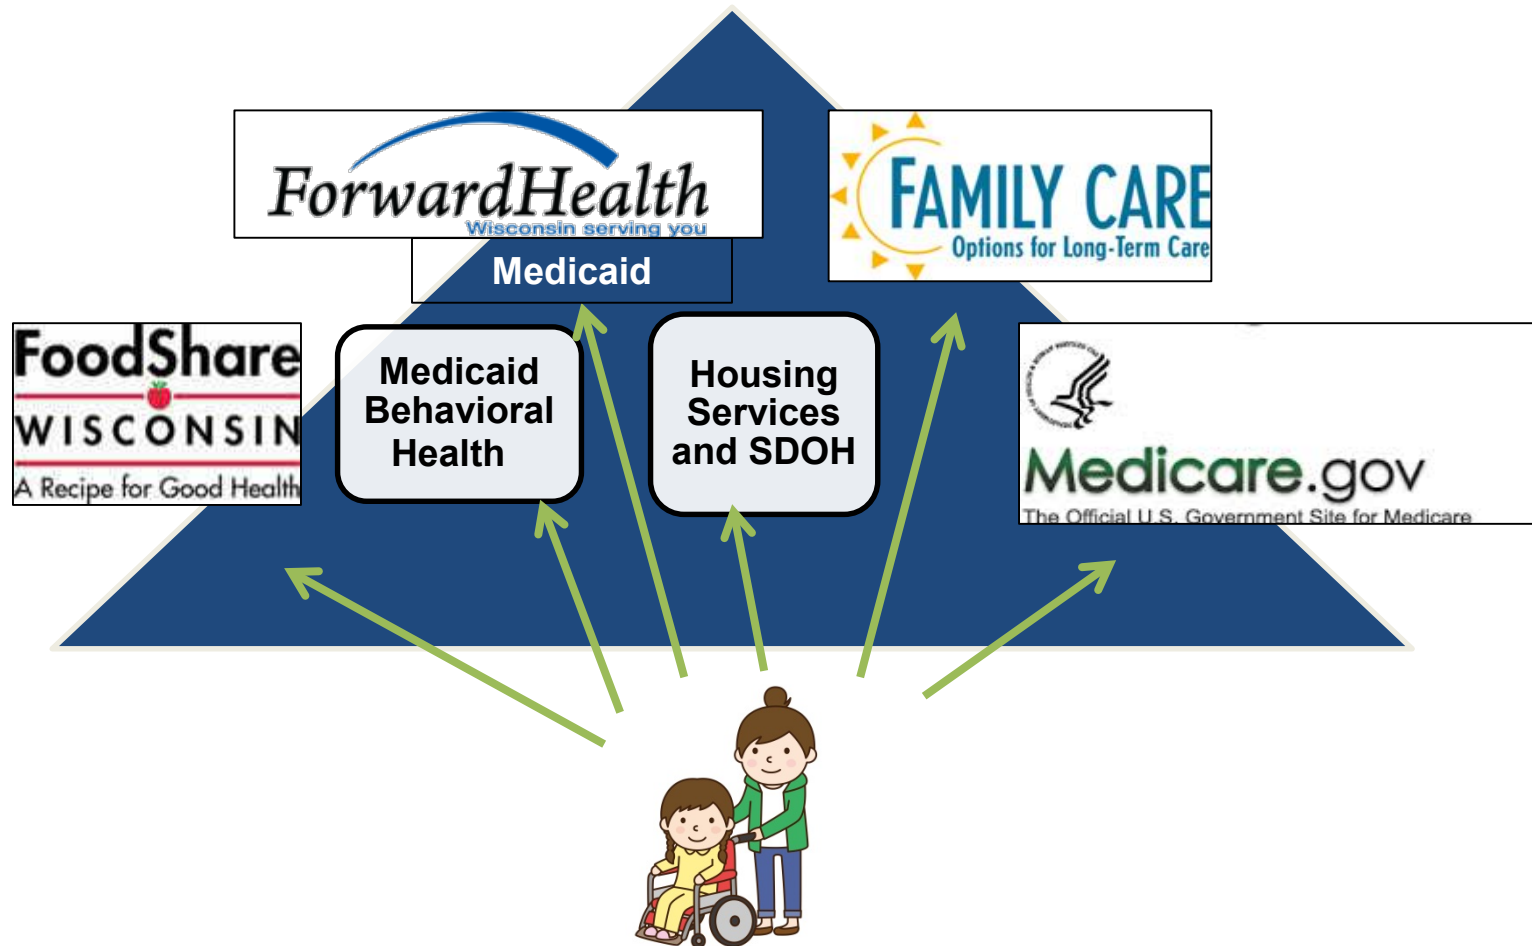 ForwardHealth
Wisconsin serving you
Medicaid
FAMILY CARE
Options for Long-Term Care
FoodShare
WISCONSIN
A Recipe for Good Health
Medicaid
Behavioral
Health
Housing
Services
and SDOH
Medicare.gov
The Official U.S. Government Site for Medicare